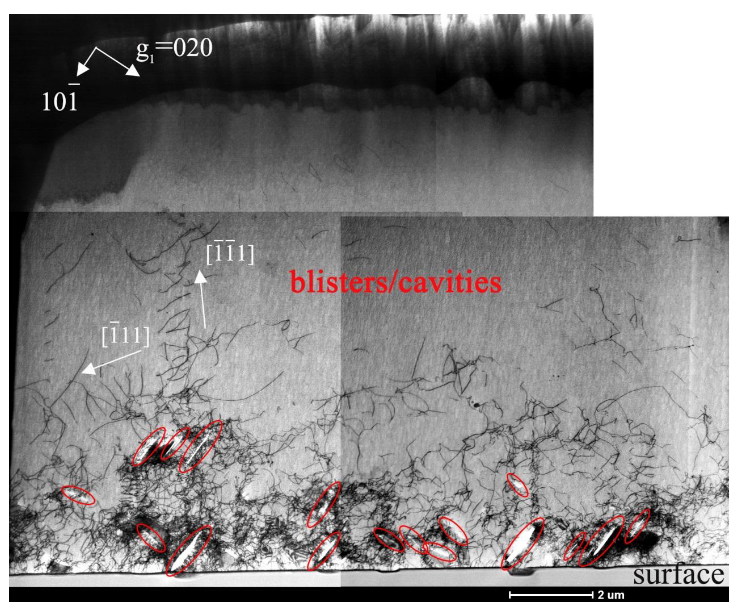 g₁=020
101̅
[1̅1̅1]
blisters/cavities
[1̅11]
surface
2 um